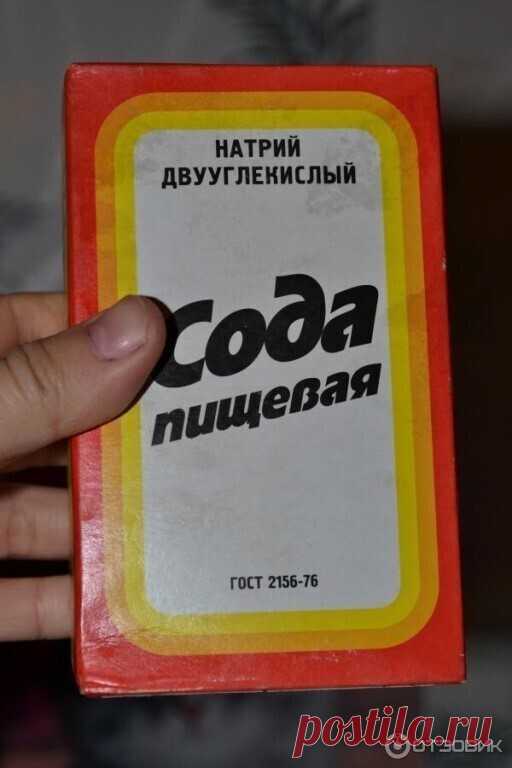 НАТРИЙ
ДВУУГЛЕКИСЛЫЙ
Сода
пищевая
ГОСТ 2156-76
postila.ru
ОТЗОВИК